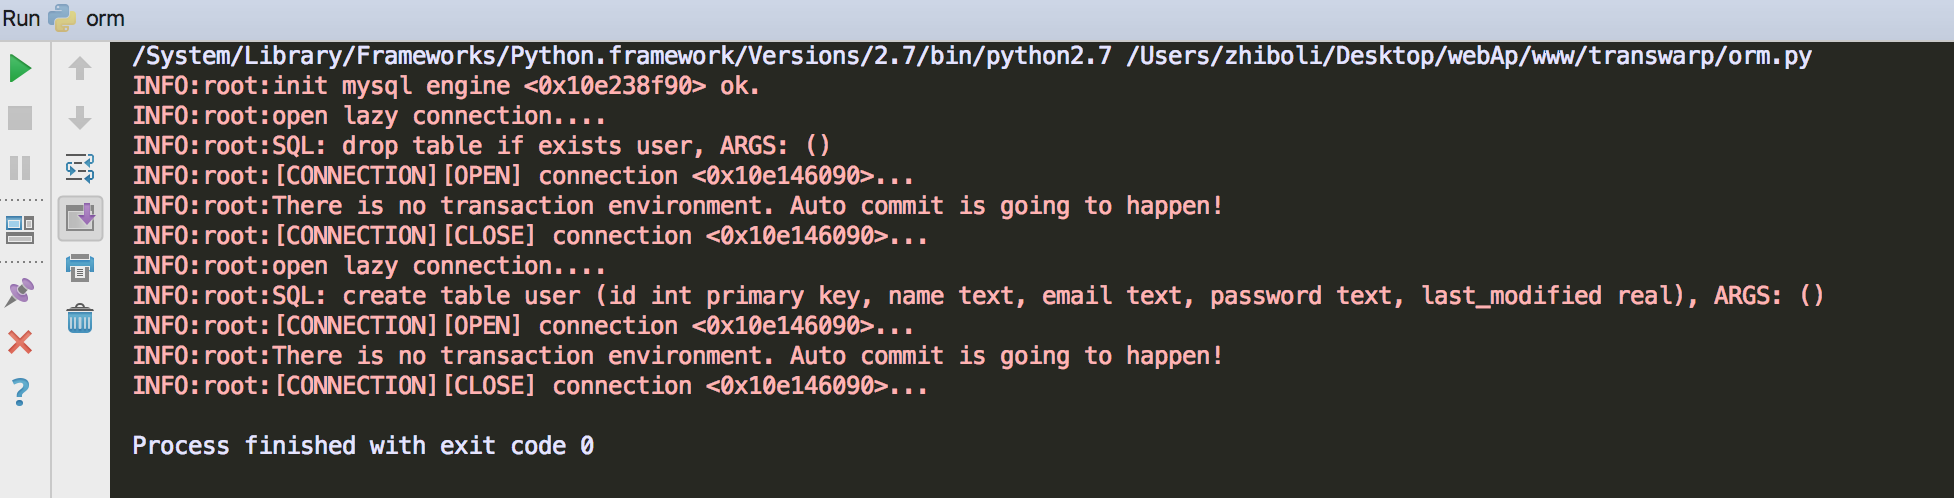 Run orm
/System/Library/Frameworks/Python.framework/Versions/2.7/bin/python2.7 /Users/zhiboli/Desktop/webAp/www/transwarp/orm.py
INFO:root:init mysql engine <0x10e238f90> ok.
INFO:root:open lazy connection....
INFO:root:SQL: drop table if exists user, ARGS: ()
INFO:root:[CONNECTION][OPEN] connection <0x10e146090>...
INFO:root:There is no transaction environment. Auto commit is going to happen!
INFO:root:[CONNECTION][CLOSE] connection <0x10e146090>...
INFO:root:open lazy connection....
INFO:root:SQL: create table user (id int primary key, name text, email text, password text, last_modified real), ARGS: ()
INFO:root:[CONNECTION][OPEN] connection <0x10e146090>...
INFO:root:There is no transaction environment. Auto commit is going to happen!
INFO:root:[CONNECTION][CLOSE] connection <0x10e146090>...
Process finished with exit code 0